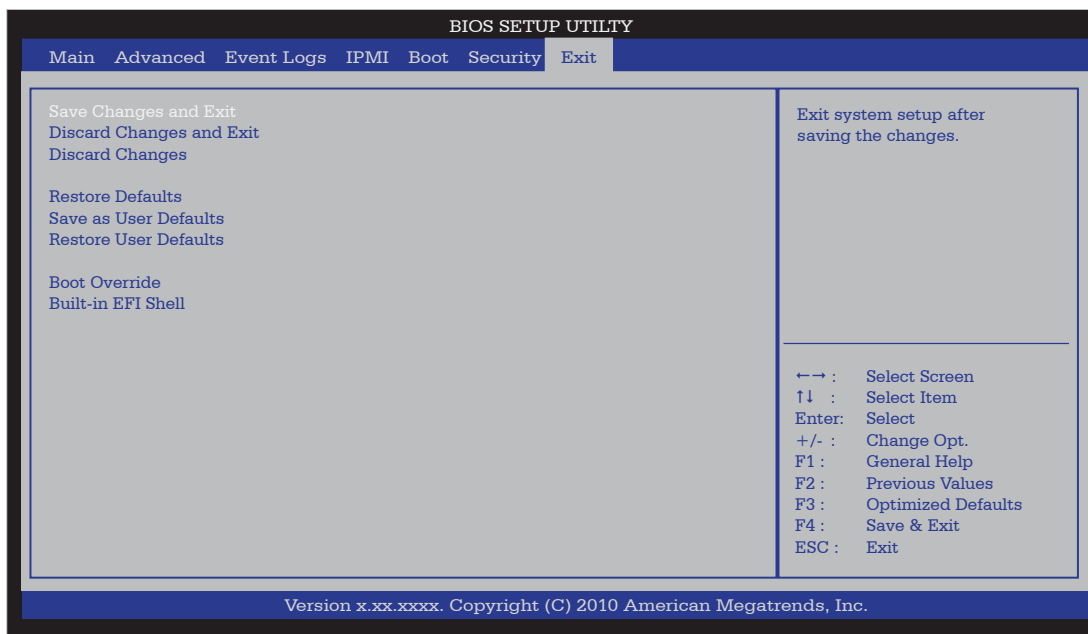 BIOS SETUP UTILTY
Main Advanced Event Logs IPMI Boot Security Exit
Save Changes and Exit
Discard Changes and Exit
Discard Changes
Restore Defaults
Save as User Defaults
Restore User Defaults
Boot Override
Built-in EFI Shell
Exit system setup after
saving the changes.
←→ : Select Screen
↑↓ : Select Item
Enter: Select
+/- : Change Opt.
F1 : General Help
F2 : Previous Values
F3 : Optimized Defaults
F4 : Save & Exit
ESC : Exit
Version x.xx.xxxx. Copyright (C) 2010 American Megatrends, Inc.